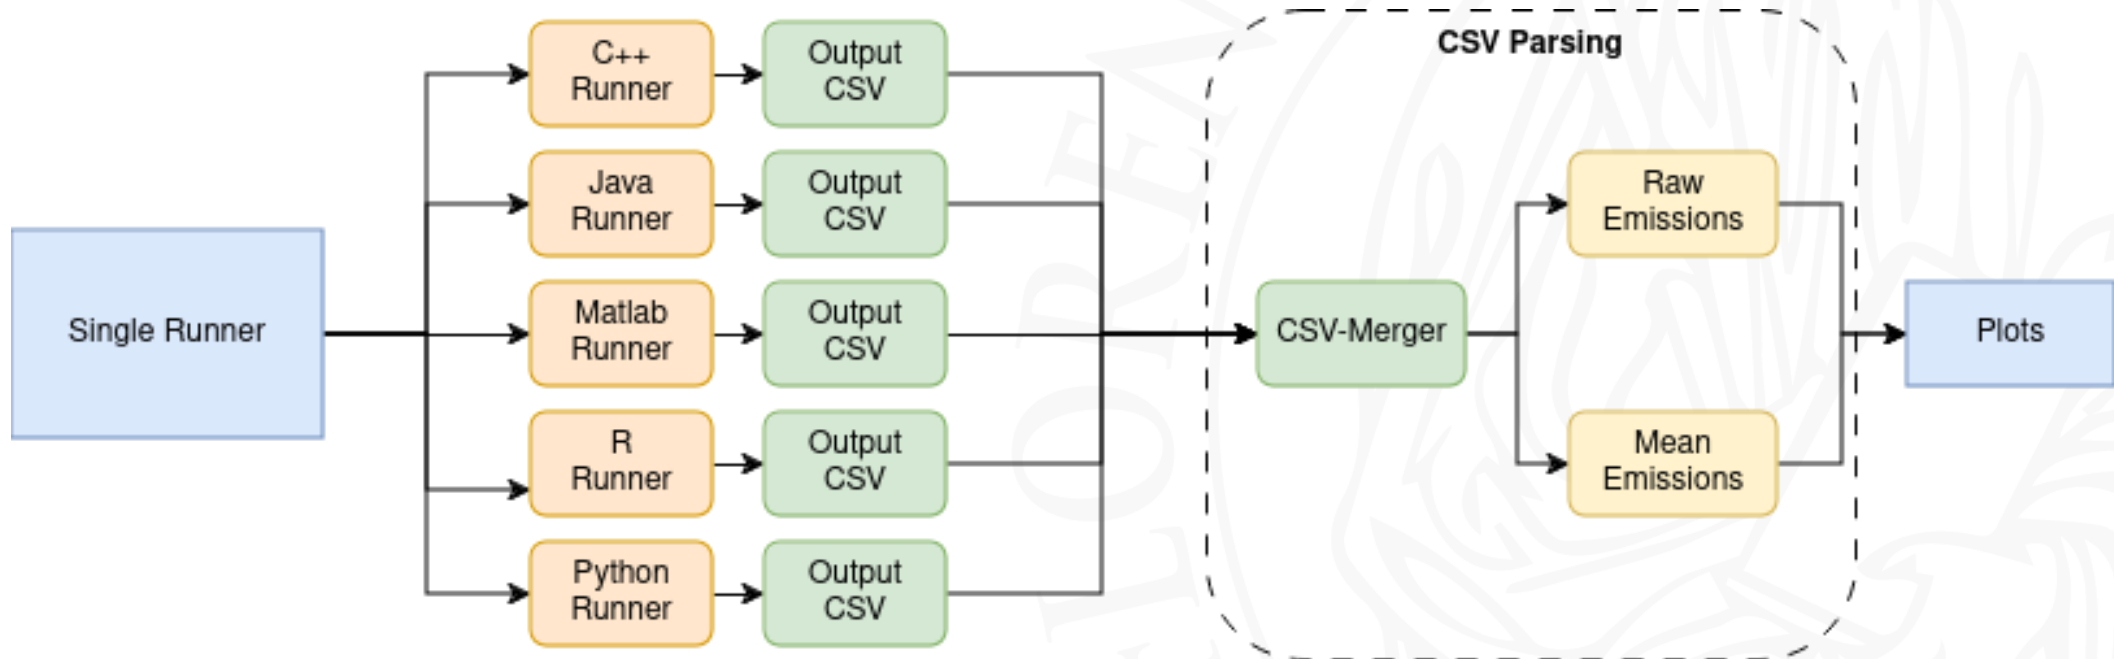 Single Runner
C++
Runner
Output
CSV
Java
Runner
Output
CSV
Matlab
Runner
Output
CSV
R
Runner
Output
CSV
Python
Runner
Output
CSV
CSV Parsing
CSV-Merger
Raw
Emissions
Mean
Emissions
Plots